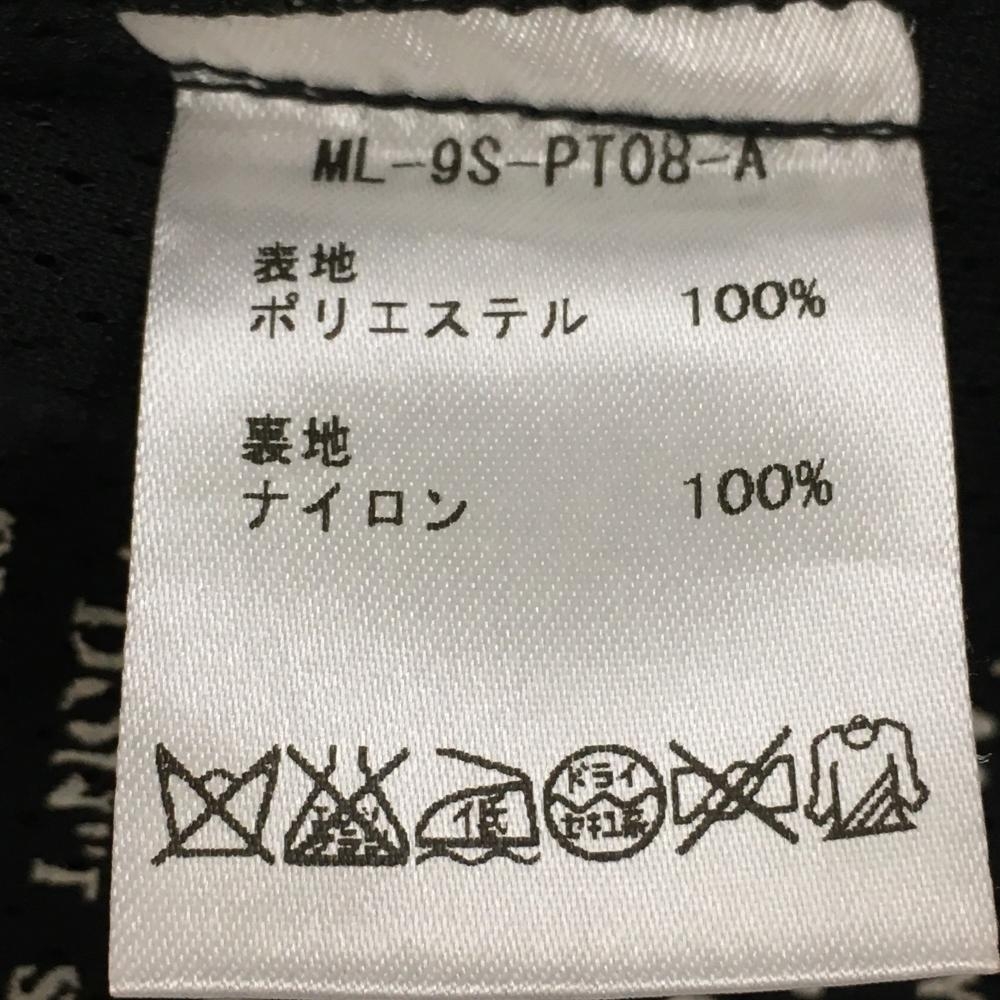 ML-9S-PT08-A
表地
ポリエステル 100%
裏地
ナイロン 100%
低
ドライ
セキユ系